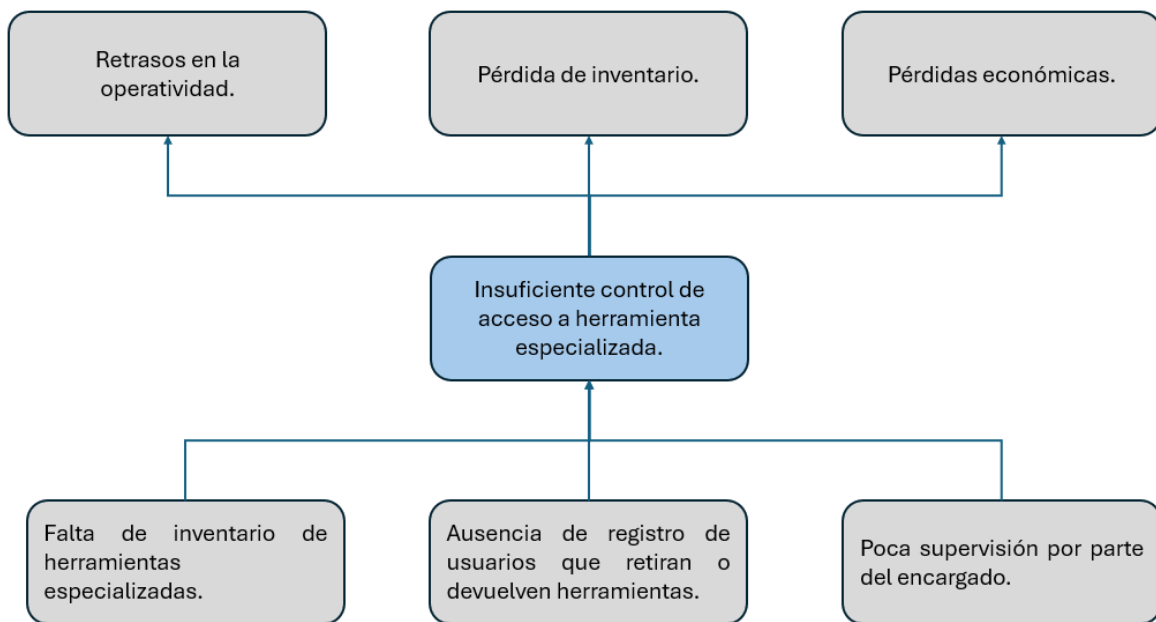 Retrasos en la
operatividad.
Pérdida de inventario.
Pérdidas económicas.
Insuficiente control de
acceso a herramienta
especializada.
Falta de inventario de
herramientas
especializadas.
Ausencia de registro de
usuarios que retiran o
devuelven herramientas.
Poca supervisión por parte
del encargado.